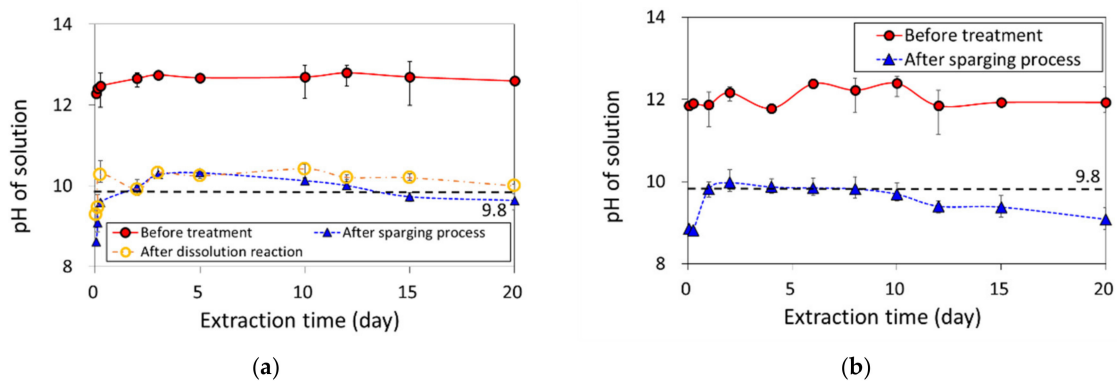 14
12
10
8
pH of solution
9.8
Before treatment
After sparging process
After dissolution reaction
0
5
10
15
20
Extraction time (day)
(a)
14
12
10
8
pH of solution
Before treatment
After sparging process
9.8
0
5
10
15
20
Extraction time (day)
(b)